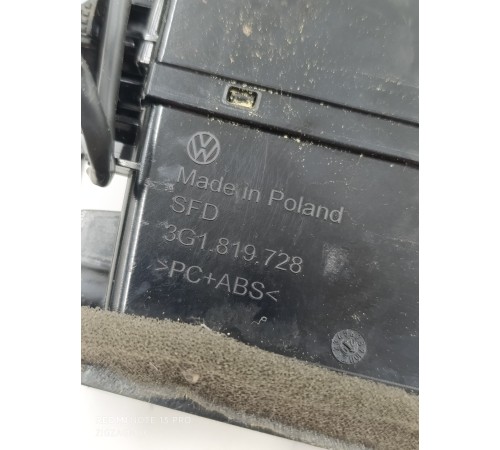 Made in Poland
SFD
3G1.819.728
>PC+ABS<
P